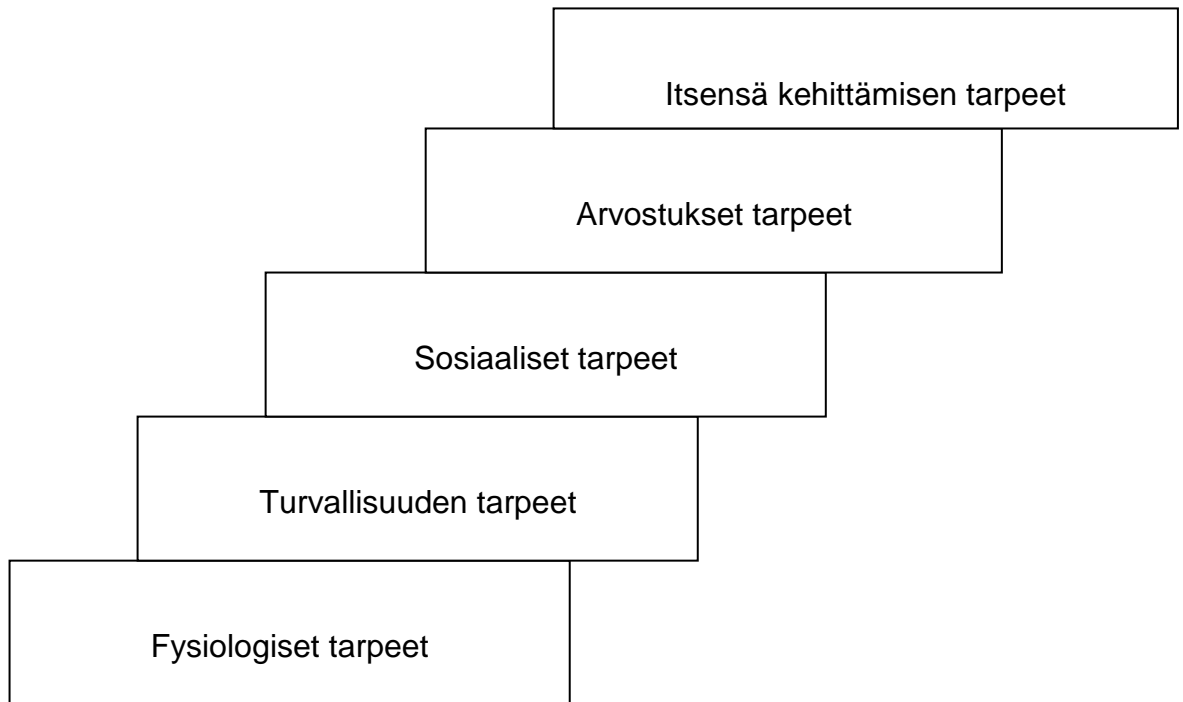 Itsensä kehittämisen tarpeet
Arvostukset tarpeet
Sosiaaliset tarpeet
Turvallisuuden tarpeet
Fysiologiset tarpeet